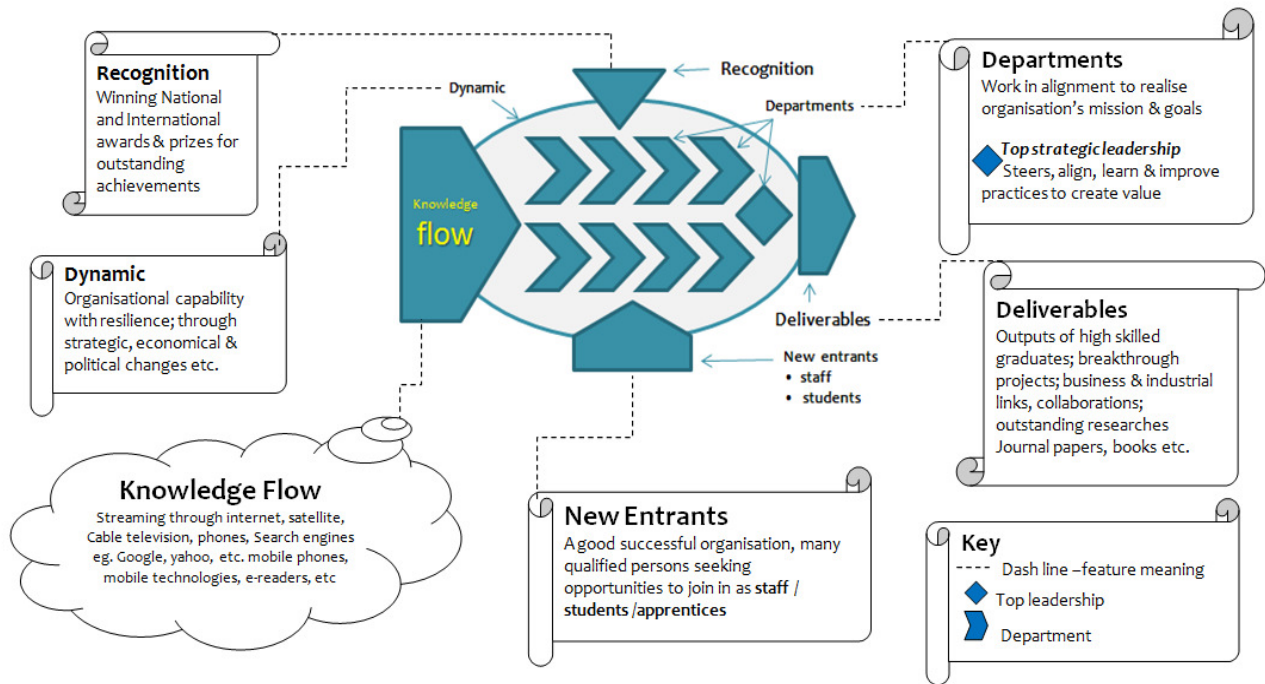 Recognition
Winning National
and International
awards & prizes for
outstanding
achievements
Dynamic
Organisational capability
with resilience; through
strategic, economical &
political changes etc.
Knowledge Flow
Streaming through internet, satellite,
Cable television, phones, Search engines
eg. Google, yahoo, etc. mobile phones,
mobile technologies, e-readers, etc
Dynamic
Recognition
Departments
Knowledge
flow
Deliverables
New entrants
• staff
• students
New Entrants
A good successful organisation, many
qualified persons seeking
opportunities to join in as staff /
students /apprentices
Departments
Work in alignment to realise
organisation's mission & goals
Top strategic leadership
Steers, align, learn & improve
practices to create value
Deliverables
Outputs of high skilled
graduates; breakthrough
projects; business & industrial
links, collaborations;
outstanding researches
Journal papers, books etc.
Key
Dash line –feature meaning
Top leadership
Department